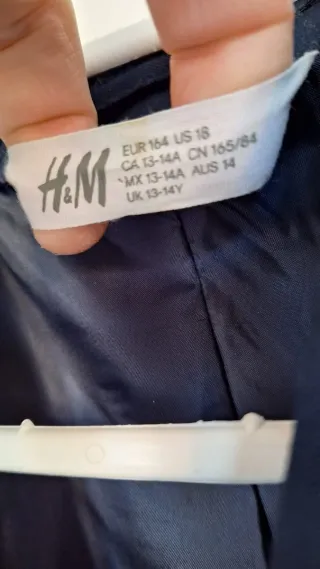 H&M
EUR 164 US 18
CA 13-14A CN 165/84
MX 13-14A AUS 14
UK 13-14Y